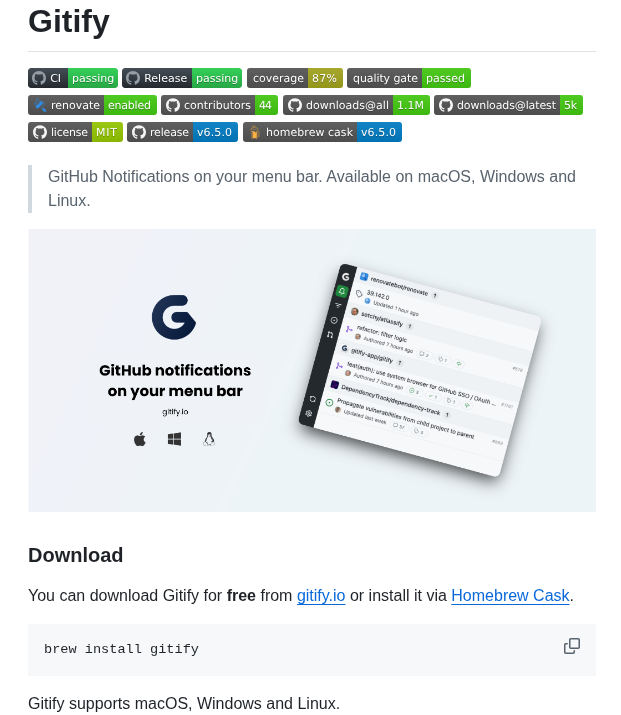 Gitify
CI passing Release passing coverage 87% quality gate passed
renovate enabled contributors 44 downloads@all 1.1M downloads@latest 5k
license MIT release v6.5.0 homebrew cask v6.5.0
GitHub Notifications on your menu bar. Available on macOS, Windows and
Linux.
GitHub notifications
on your menu bar
gitify.io
renovatebot/renovate 1
39.142.0
Updated 1 hour ago
setchy/atlassify 1
refactor: filter logic
Authored 7 hours ago
gitify-app/gitify 1
feat(auth): use system browser for GitHub SSO / OAuth ...
Authored 7 hours ago
DependencyTrack/dependency-track 1
Propagate vulnerabilities from child project to parent
Updated last week
Download
You can download Gitify for free from gitify.io or install it via Homebrew Cask.
brew install gitify
Gitify supports macOS, Windows and Linux.